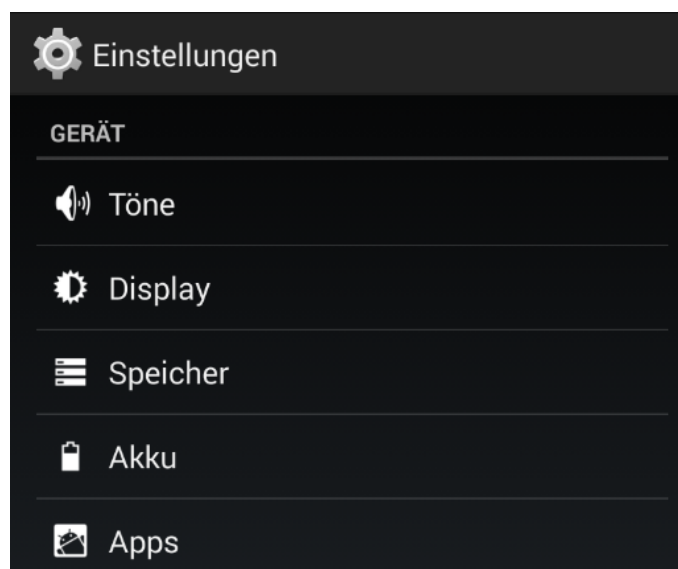 Einstellungen
GERÄT
Töne
Display
Speicher
Akku
Apps